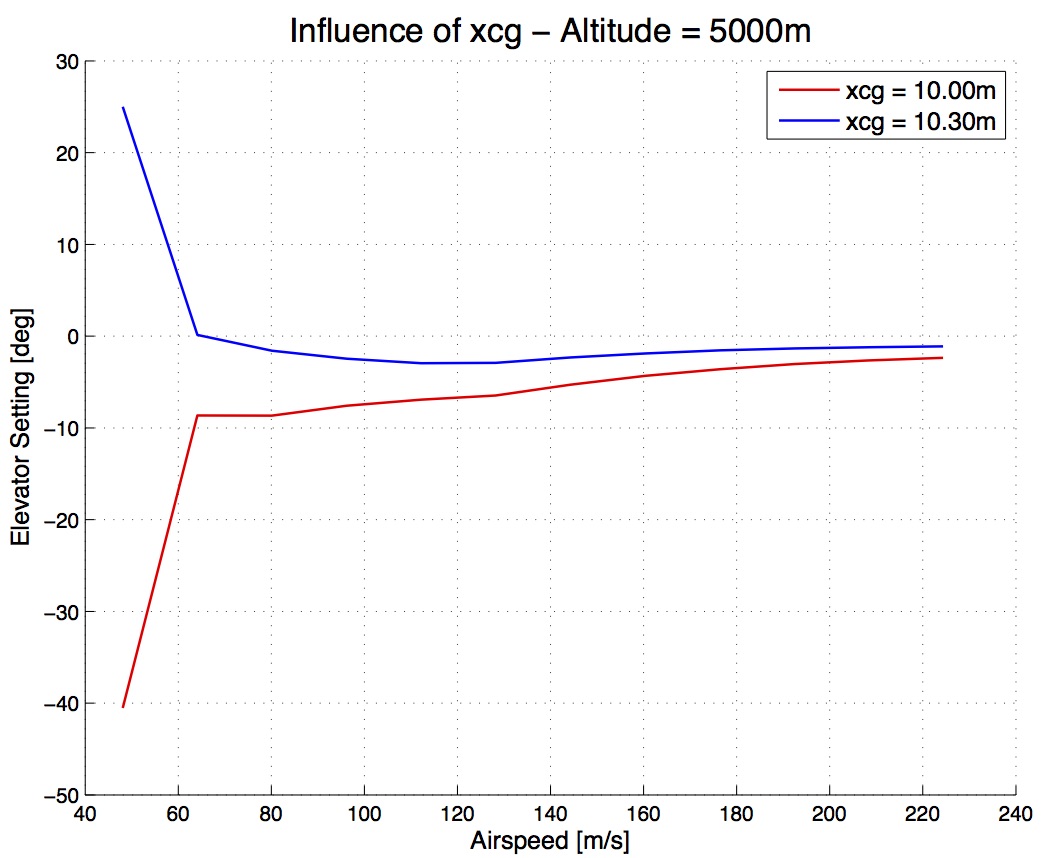 Influence of xcg − Altitude = 5000m
xcg = 10.00m
xcg = 10.30m
30
20
10
0
−10
−20
−30
−40
−50
Elevator Setting [deg]
40 60 80 100 120 140 160 180 200 220 240
Airspeed [m/s]